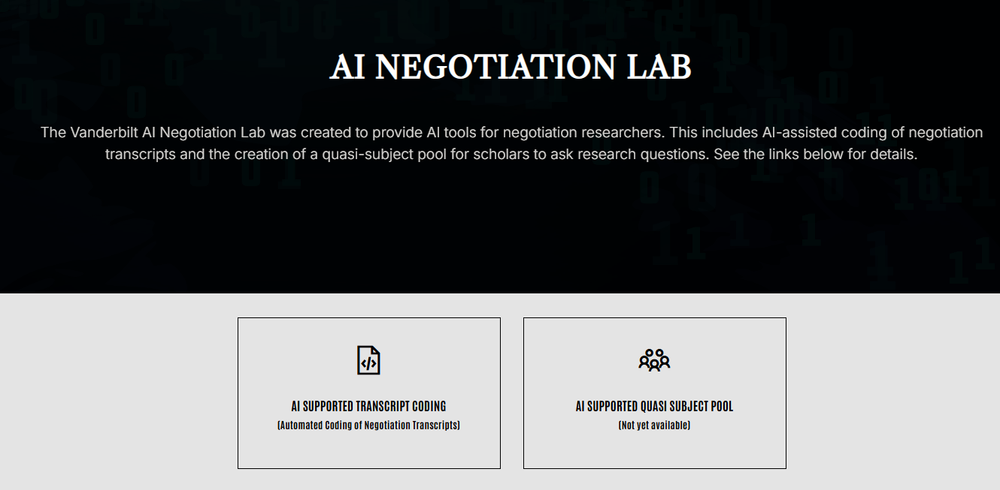 AI NEGOTIATION LAB
The Vanderbilt AI Negotiation Lab was created to provide AI tools for negotiation researchers. This includes AI-assisted coding of negotiation
transcripts and the creation of a quasi-subject pool for scholars to ask research questions. See the links below for details.
AI SUPPORTED TRANSCRIPT CODING
(Automated Coding of Negotiation Transcripts)
AI SUPPORTED QUASI SUBJECT POOL
(Not yet available)